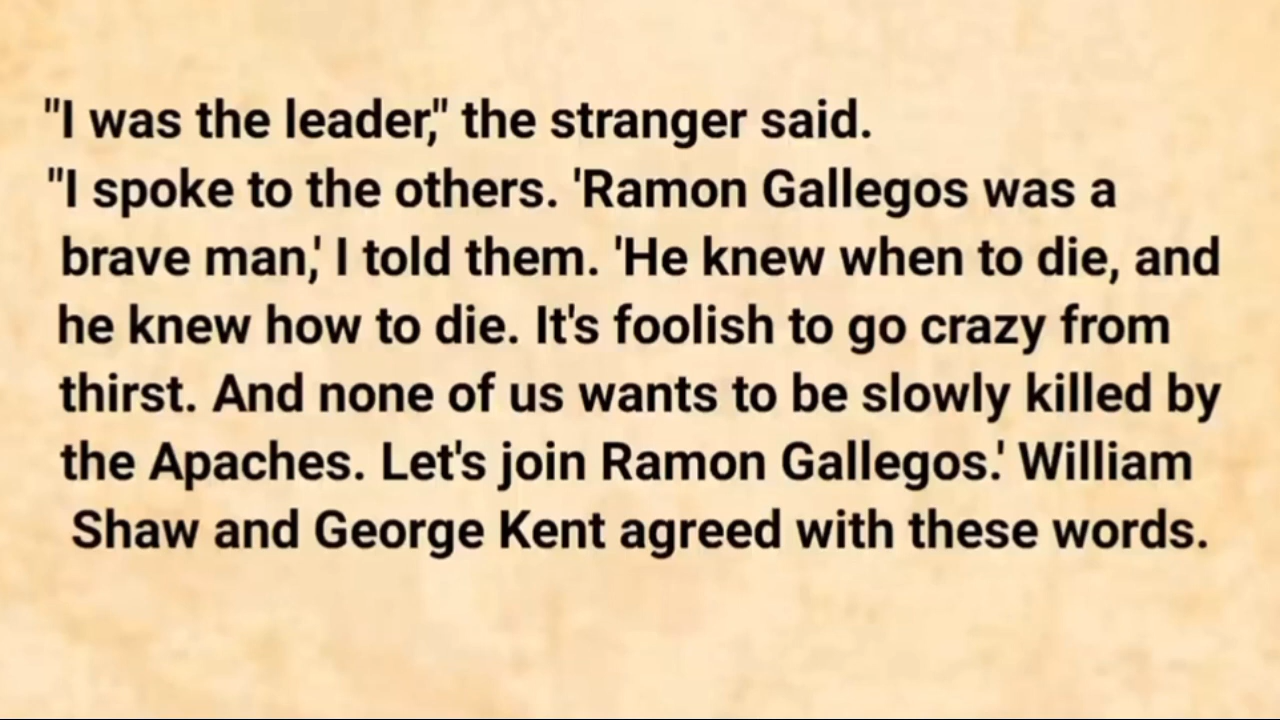 "I was the leader," the stranger said.
"I spoke to the others. 'Ramon Gallegos was a
brave man,' I told them. 'He knew when to die, and
he knew how to die. It's foolish to go crazy from
thirst. And none of us wants to be slowly killed by
the Apaches. Let's join Ramon Gallegos.' William
Shaw and George Kent agreed with these words.